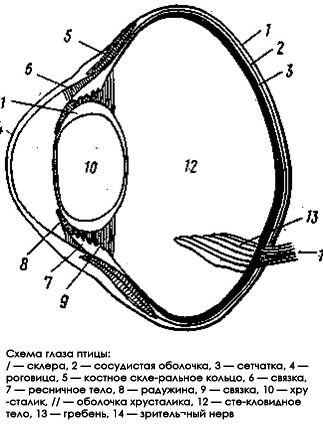 5
1
2
6
3
1
4
10
12
13
8
1
7
9
Схема глаза птицы:
/ — склера, 2 — сосудистая оболочка, 3 — сетчатка, 4 —
роговица, 5 — костное скле-ральное кольцо, 6 — связка,
7 — ресничное тело, 8 — радужина, 9 — связка, 10 — хру
-сталик, // — оболочка хрусталика, 12 — сте-кловидное
тело, 13 — гребень, 14 — зритель¬ный нерв